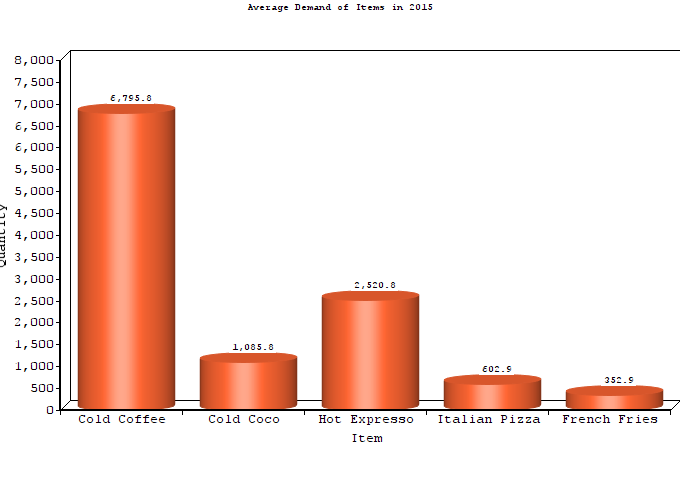 Average Demand of Items in 2015
8,000
7,500
7,000
6,500
6,000
5,500
5,000
4,500
4,000
3,500
3,000
2,500
2,000
1,500
1,000
500
0
Quantity
6,795.8
1,085.8
2,520.8
602.9
352.9
Cold Coffee
Cold Coco
Hot Expresso
Italian Pizza
French Fries
Item